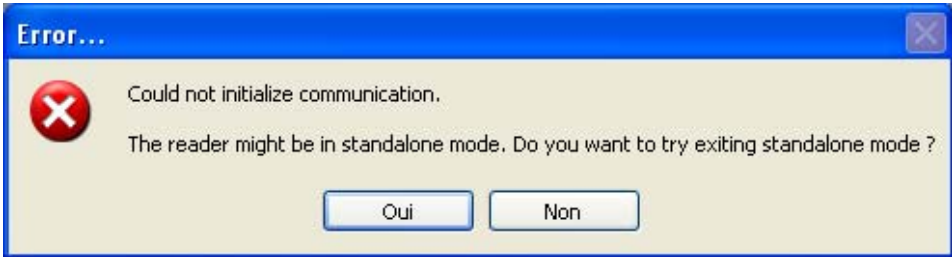 Error...
Could not initialize communication.
The reader might be in standalone mode. Do you want to try exiting standalone mode ?
Oui Non